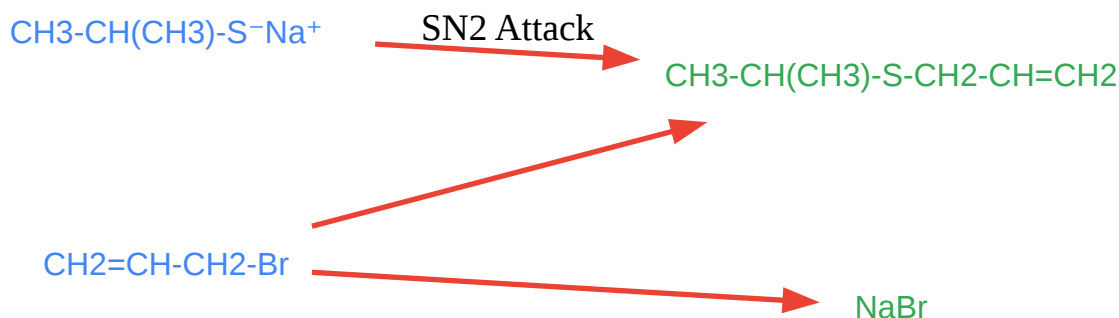 CH3-CH(CH3)-S⁻Na⁺
SN2 Attack
CH3-CH(CH3)-S-CH2-CH=CH2
CH2=CH-CH2-Br
NaBr